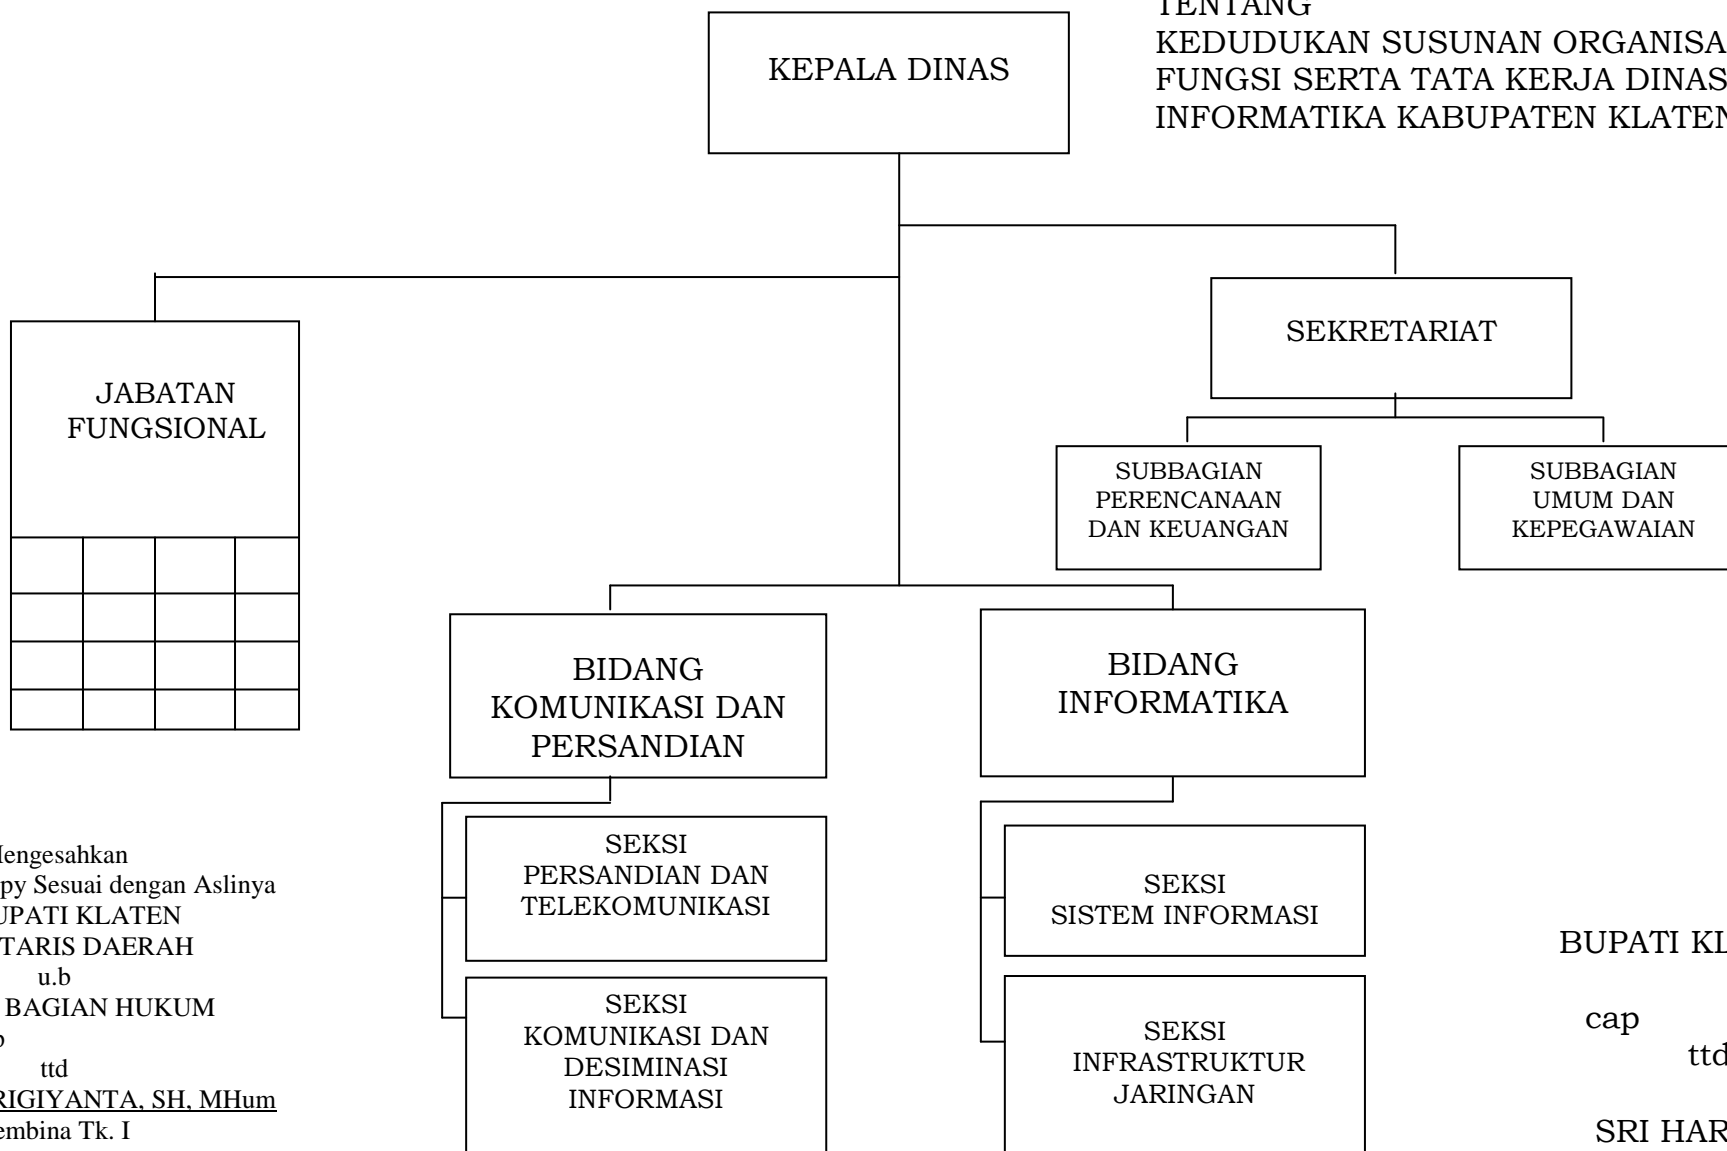 TENTANG
KEDUDUKAN SUSUNAN ORGANISA
FUNGSI SERTA TATA KERJA DINAS
INFORMATIKA KABUPATEN KLATEN
KEPALA DINAS
SEKRETARIAT
JABATAN
FUNGSIONAL
SUBBAGIAN
PERENCANAAN
DAN KEUANGAN
SUBBAGIAN
UMUM DAN
KEPEGAWAIAN
BIDANG
KOMUNIKASI DAN
PERSANDIAN
BIDANG
INFORMATIKA
SEKSI
PERSANDIAN DAN
TELEKOMUNIKASI
SEKSI
SISTEM INFORMASI
SEKSI
KOMUNIKASI DAN
DESIMINASI
INFORMASI
SEKSI
INFRASTRUKTUR
JARINGAN
Mengesahkan
py Sesuai dengan Aslinya
UPATI KLATEN
TARIS DAERAH
u.b
BAGIAN HUKUM
ttd
RIGIYANTA, SH, MHum
embina Tk. I
BUPATI KL
cap
ttd
SRI HAR